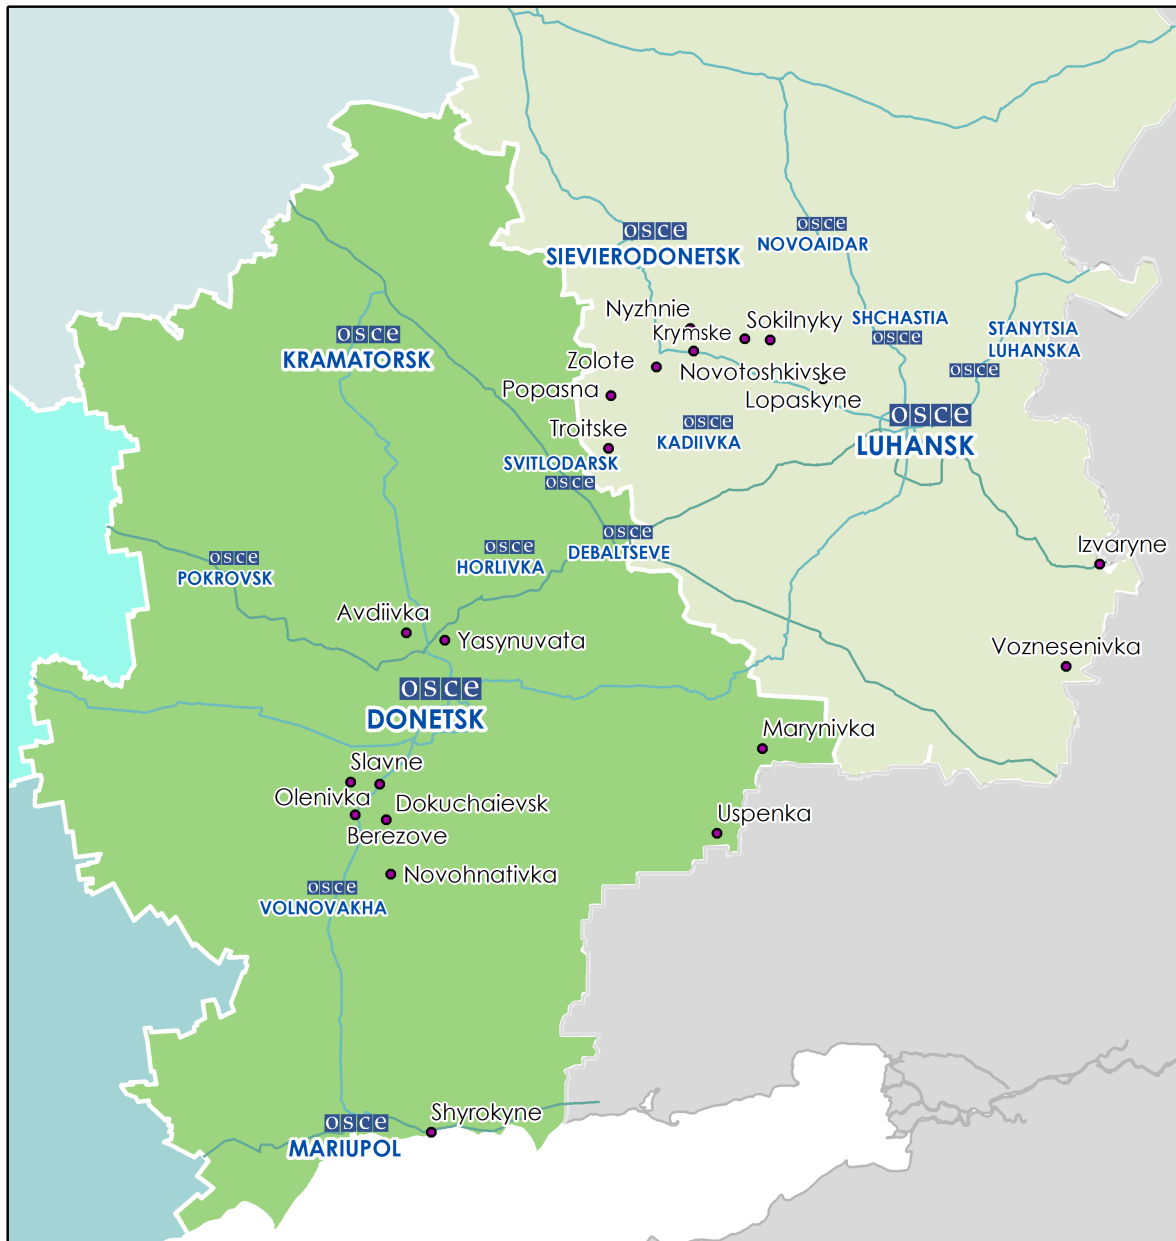 osce
SIEVIERODONETSK
osce
NOVOAIDAR
Nyzhnie
Krymske
Sokilnyky
SHCHASTIA
osce
STANYTSIA
LUHANSKA
osce
osce
KRAMATORSK
Zolote
Novotoshkivske
Popasna
Lopaskyne
osce
LUHANSK
Troitske
osce
KADIIVKA
SVITLODARSK
osce
osce
DEBALTSEVE
osce
HORLIVKA
osce
POKROVSK
Izvaryne
Avdiivka
Yasynuvata
Voznesenivka
osce
DONETSK
Marynivka
Slavne
Olenivka
Dokuchaievsk
Uspenka
Berezove
Novohnativka
osce
VOLNOVAKHA
Shyrokyne
osce
MARIUPOL